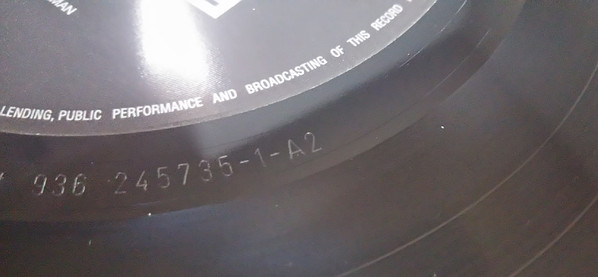 MAN
LENDING, PUBLIC PERFORMANCE AND BROADCASTING OF THIS RECORD
936 245735-1-A2